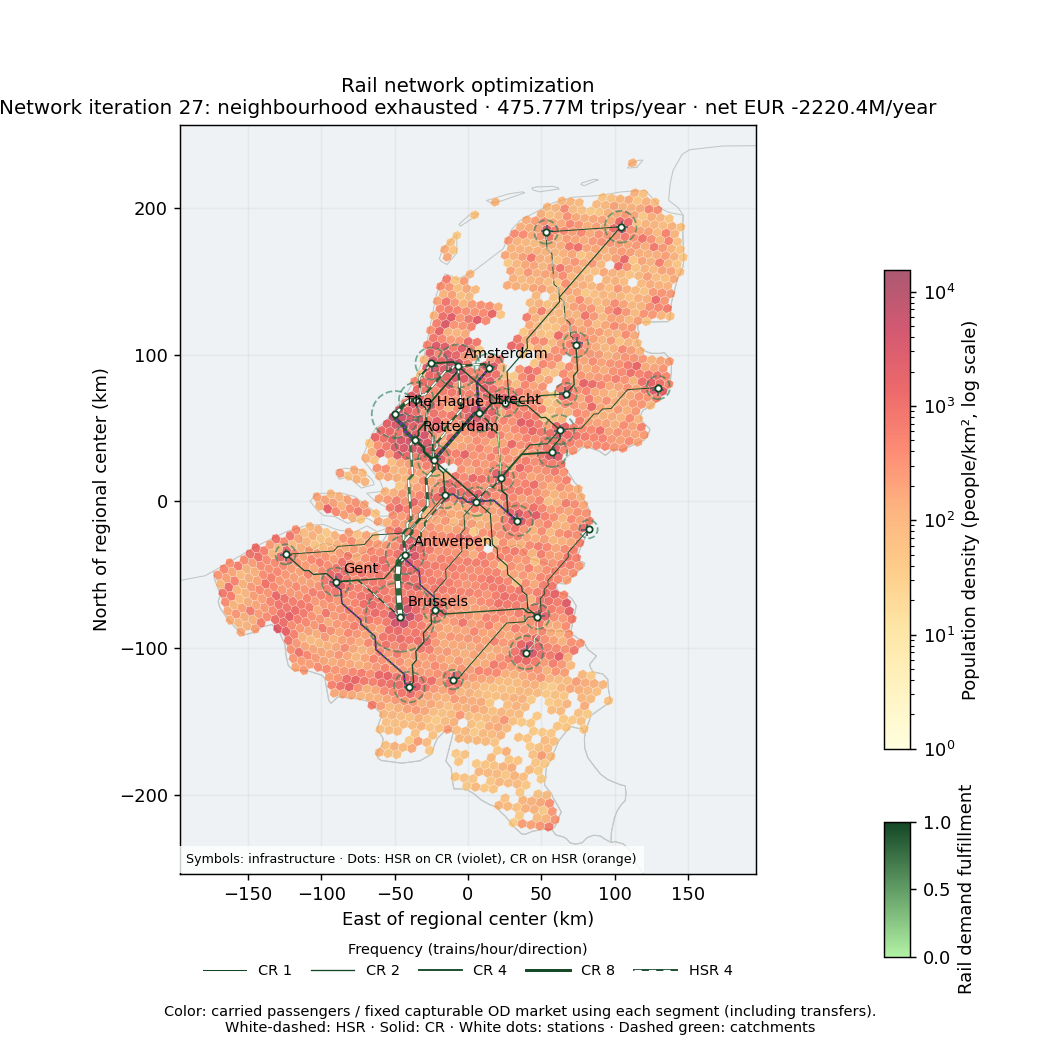 Rail network optimization
Network iteration 27: neighbourhood exhausted · 475.77M trips/year · net EUR -2220.4M/year
North of regional center (km)
200
100
0
−100
−200
Amsterdam
The Hague
Utrecht
Rotterdam
Antwerpen
Gent
Brussels
Symbols: infrastructure · Dots: HSR on CR (violet), CR on HSR (orange)
−150 −100 −50 0 50 100 150
East of regional center (km)
10⁴
10³
10²
10¹
10⁰
Population density (people/km², log scale)
1.0
0.5
0.0
Rail demand fulfillment
Frequency (trains/hour/direction)
CR 1 CR 2 CR 4 CR 8 HSR 4
Color: carried passengers / fixed capturable OD market using each segment (including transfers).
White-dashed: HSR · Solid: CR · White dots: stations · Dashed green: catchments